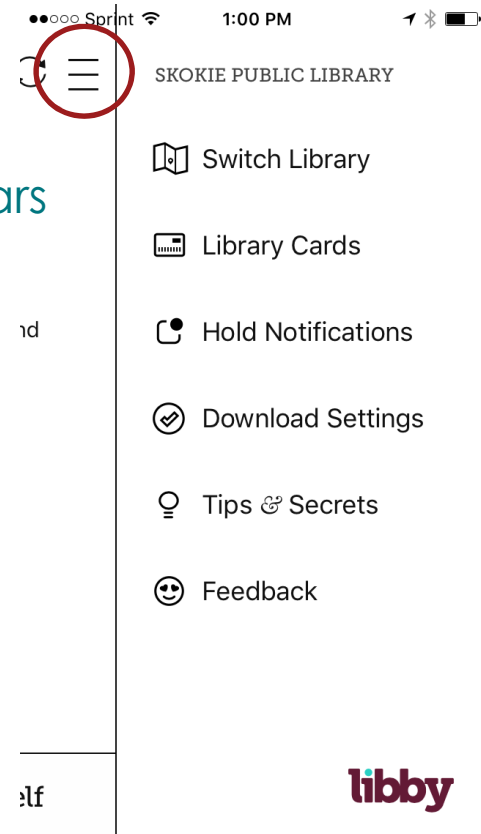 Sprint 1:00 PM
SKOKIE PUBLIC LIBRARY
Switch Library
ars
Library Cards
nd
Hold Notifications
Download Settings
Tips & Secrets
Feedback
libby
elf